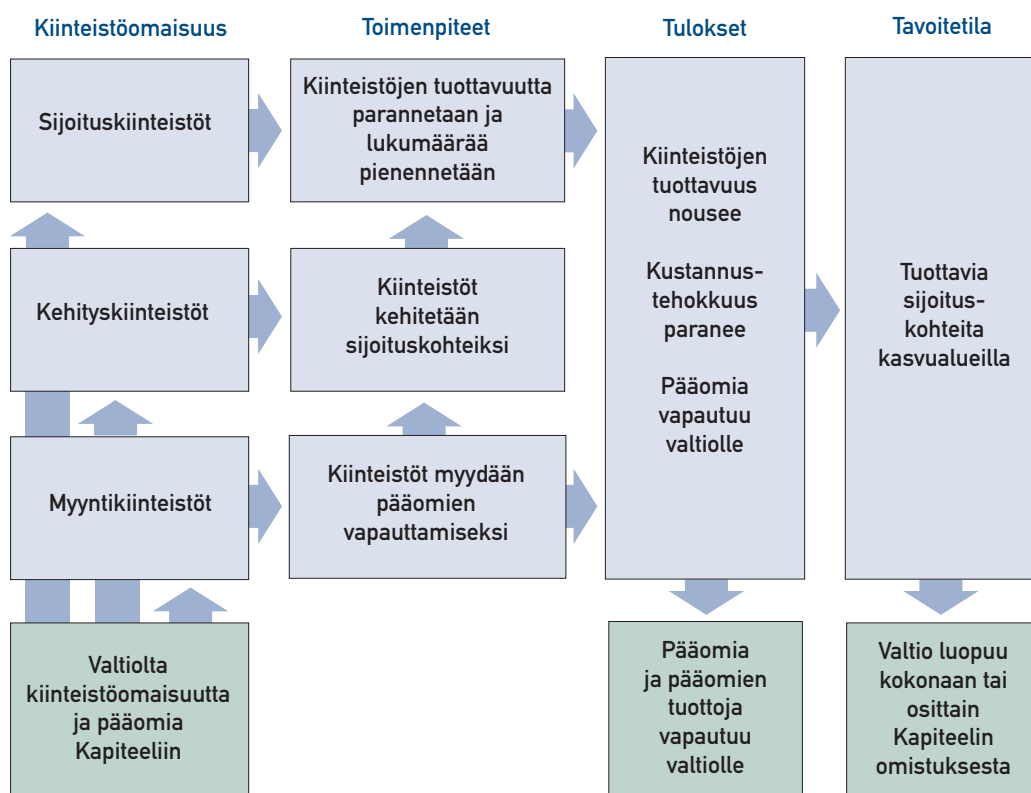 Kiinteistöomaisuus
Toimenpiteet
Tulokset
Tavoitetila
Sijoituskiinteistöt
Kiinteistöjen tuottavuutta
parannetaan ja
lukumäärää
pienennetään
Kehityskiinteistöt
Kiinteistöt
kehitetään
sijoituskohteiksi
Myyntikiinteistöt
Kiinteistöt myydään
pääomien
vapauttamiseksi
Kiinteistöjen
tuottavuus
nousee
Kustannus-
tehokkuus
paranee
Pääomia
vapautuu
valtiolle
Tuottavia
sijoitus-
kohteita
kasvualueilla
Valtiolta
kiinteistöomaisuutta
ja pääomia
Kapiteeliin
Pääomia
ja pääomien
tuottoja
vapautuu
valtiolle
Valtio luopuu
kokonaan tai
osittain
Kapiteelin
omistuksesta